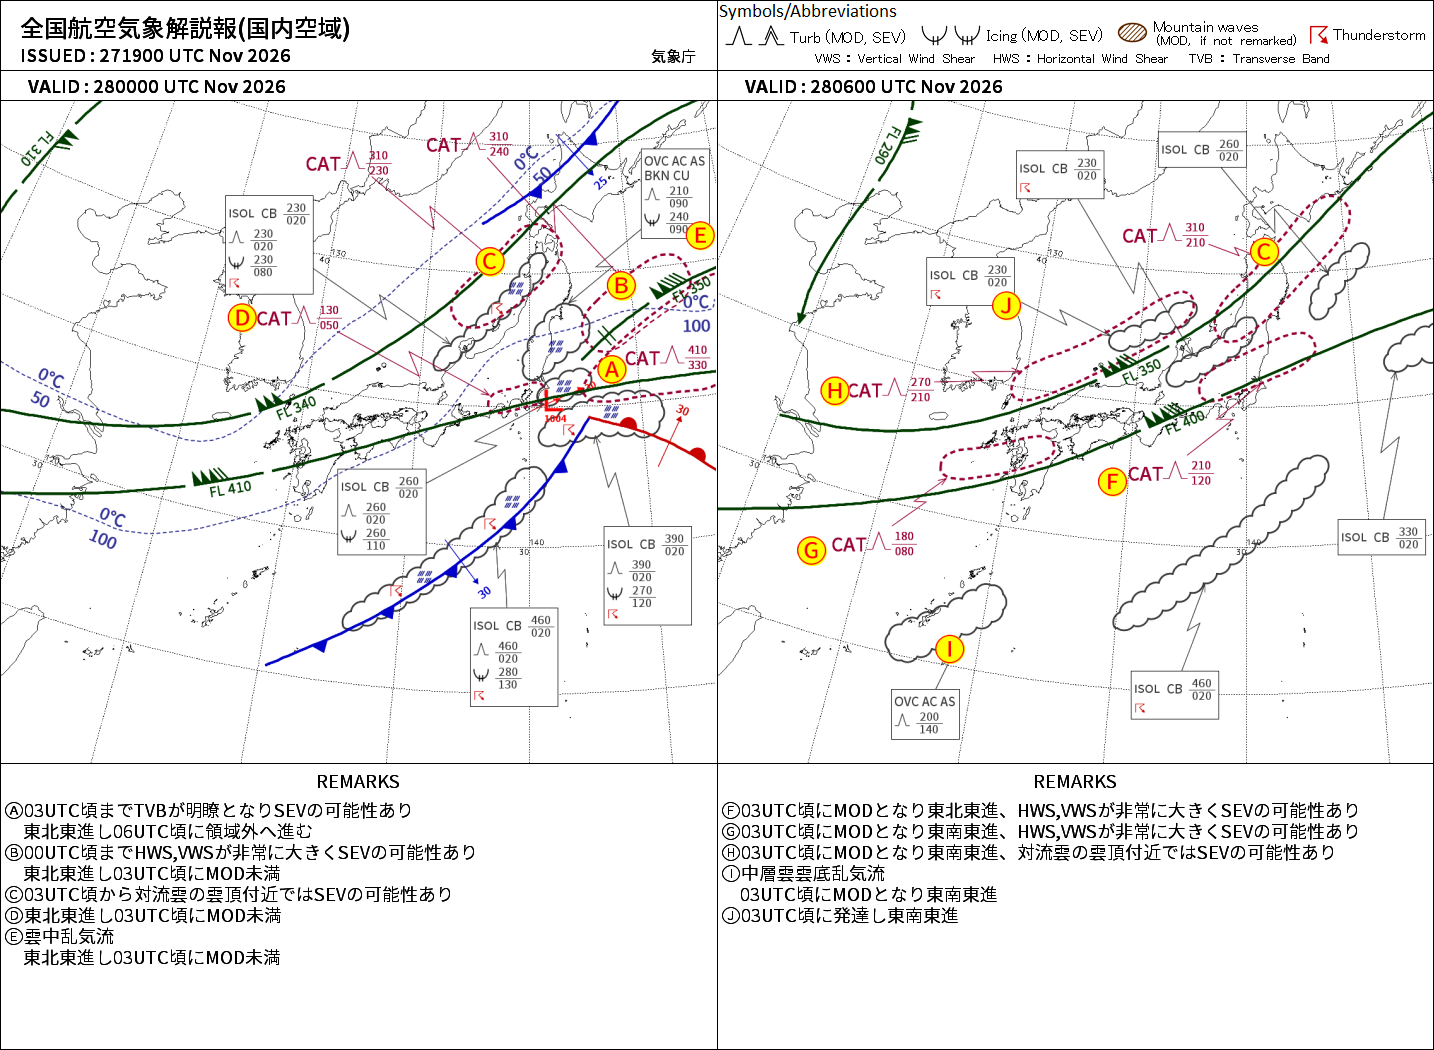 全国航空気象解説報(国内空域)
ISSUED : 271900 UTC Nov 2026
気象庁
VALID : 280000 UTC Nov 2026
Symbols/Abbreviations
Turb (MOD, SEV)
Icing (MOD, SEV)
Mountain waves
(MOD, if not remarked)
Thunderstorm
VWS : Vertical Wind Shear HWS : Horizontal Wind Shear TVB : Transverse Band
VALID : 280600 UTC Nov 2026
FL 310
CAT 310
230
CAT 310
240
0°C
50
25
OVC AC AS
BKN CU
210
090
240
090
E
ISOL CB 230
020
230
020
230
080
C
B
D
CAT 130
050
40
130
FL 350
0°C
100
A
CAT 410
330
0°C
50
FL 340
L
1004
30
30
20
FL 410
0°C
100
ISOL CB 260
020
260
020
260
110
ISOL CB 390
020
390
020
270
120
30
140
30
ISOL CB 460
020
460
020
280
130
FL 290
ISOL CB 230
020
ISOL CB 260
020
CAT 310
210
C
ISOL CB 230
020
J
40
130
H
CAT 270
210
FL 350
FL 400
30
20
F
CAT 210
120
G
CAT 180
080
ISOL CB 330
020
30
140
I
OVC AC AS
200
140
ISOL CB 460
020
REMARKS
Ⓐ03UTC頃までTVBが明瞭となりSEVの可能性あり
東北東進し06UTC頃に領域外へ進む
Ⓑ00UTC頃までHWS,VWSが非常に大きくSEVの可能性あり
東北東進し03UTC頃にMOD未満
Ⓒ03UTC頃から対流雲の雲頂付近ではSEVの可能性あり
Ⓓ東北東進し03UTC頃にMOD未満
Ⓔ雲中乱気流
東北東進し03UTC頃にMOD未満
REMARKS
Ⓕ03UTC頃にMODとなり東北東進、HWS,VWSが非常に大きくSEVの可能性あり
Ⓖ03UTC頃にMODとなり東南東進、HWS,VWSが非常に大きくSEVの可能性あり
Ⓗ03UTC頃にMODとなり東南東進、対流雲の雲頂付近ではSEVの可能性あり
Ⓘ中層雲雲底乱気流
03UTC頃にMODとなり東南東進
Ⓙ03UTC頃に発達し東南東進